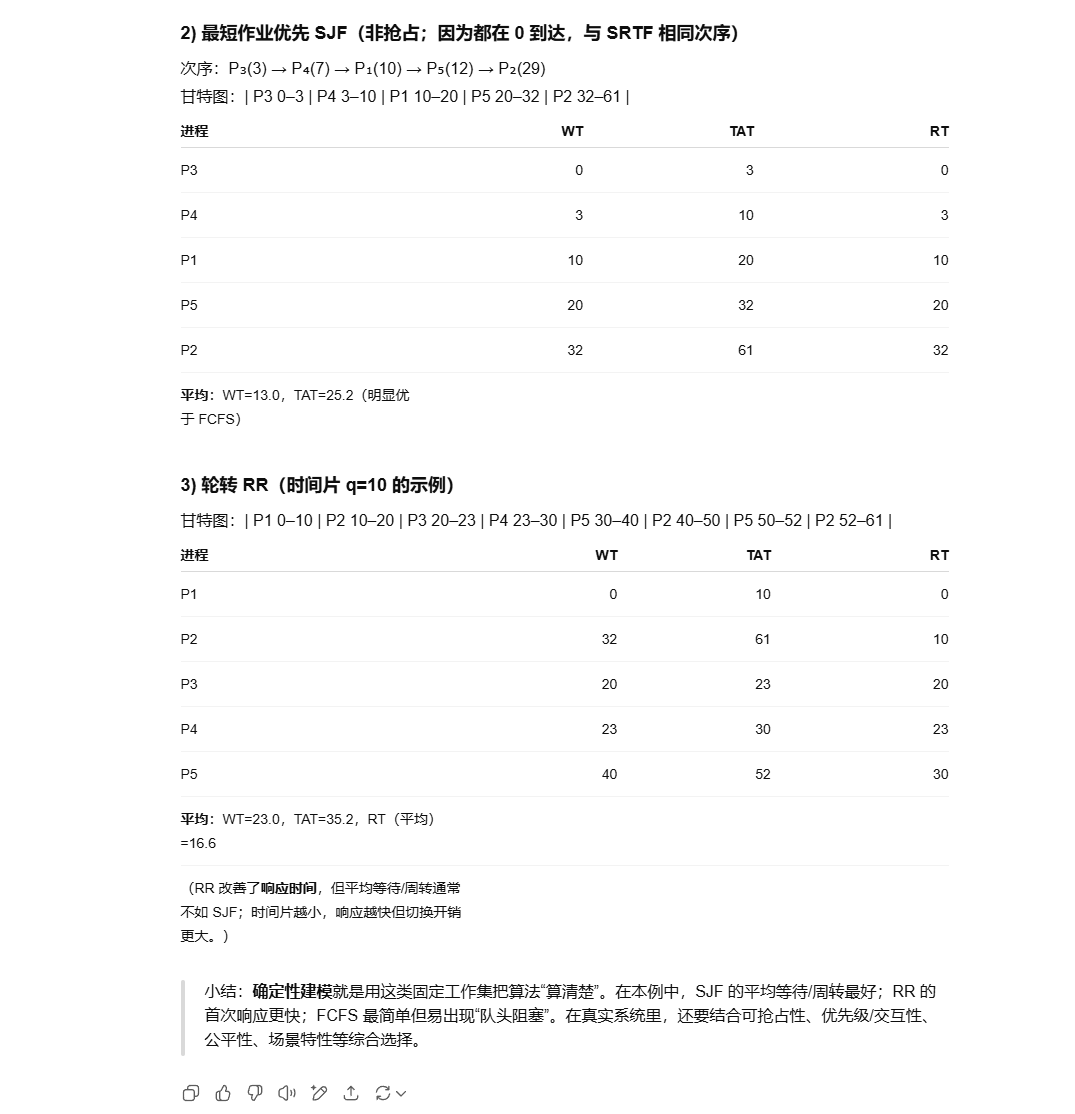 2) 最短作业优先 SJF（非抢占；因为都在 0 到达，与 SRTF 相同次序）
次序：P₃(3) → P₄(7) → P₁(10) → P₅(12) → P₂(29)
甘特图：| P3 0–3 | P4 3–10 | P1 10–20 | P5 20–32 | P2 32–61 |
进程 WT TAT RT
P3 0 3 0
P4 3 10 3
P1 10 20 10
P5 20 32 20
P2 32 61 32
平均：WT=13.0，TAT=25.2（明显优
于 FCFS）
3) 轮转 RR（时间片 q=10 的示例）
甘特图：| P1 0–10 | P2 10–20 | P3 20–23 | P4 23–30 | P5 30–40 | P2 40–50 | P5 50–52 | P2 52–61 |
进程 WT TAT RT
P1 0 10 0
P2 32 61 10
P3 20 23 20
P4 23 30 23
P5 40 52 30
平均：WT=23.0，TAT=35.2，RT（平均）
=16.6
（RR 改善了响应时间，但平均等待/周转通常
不如 SJF；时间片越小，响应越快但切换开销
更大。）
小结：确定性建模就是用这类固定工作集把算法“算清楚”。在本例中，SJF 的平均等待/周转最好；RR 的
首次响应更快；FCFS 最简单但易出现“队头阻塞”。在真实系统里，还要结合可抢占性、优先级/交互性、
公平性、场景特性等综合选择。